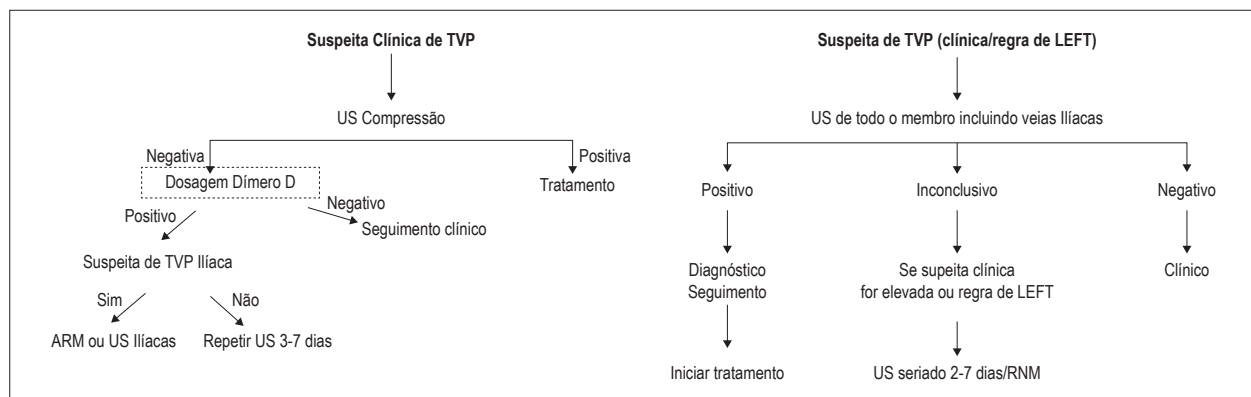 Suspeita Clínica de TVP
US Compressão
Negativa
Positiva
Dosagem Dímero D
Tratamento
Positivo
Negativo
Seguimento clínico
Suspeita de TVP Ilíaca
Sim
Não
ARM ou US Ilíacas
Repetir US 3-7 dias
Suspeita de TVP (clínica/regra de LEFT)
US de todo o membro incluindo veias Ilíacas
Positivo
Inconclusivo
Negativo
Diagnóstico
Seguimento
Se supeita clínica
for elevada ou regra de LEFT
Clínico
Iniciar tratamento
US seriado 2-7 dias/RNM